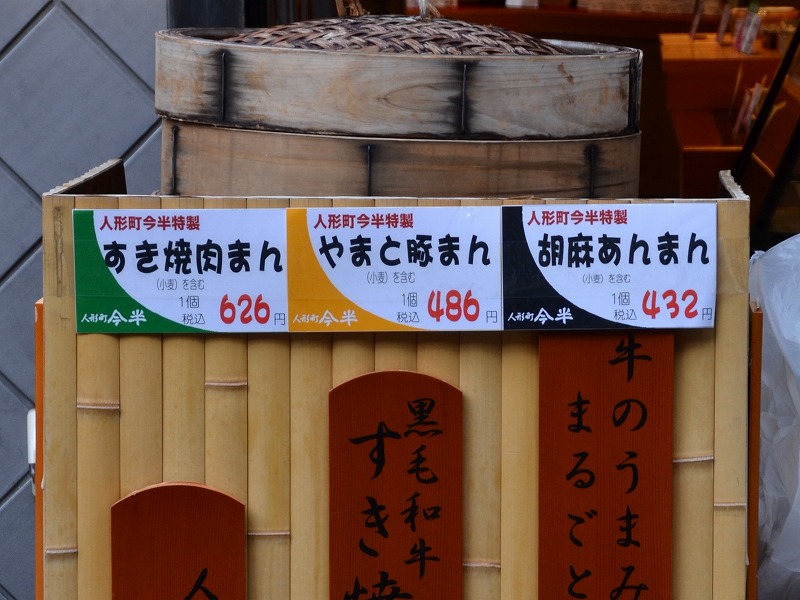 人形町今半特製
すき焼肉まん
(小麦)を含む
1個
税込 626円
人形町 今半
人形町今半特製
やまと豚まん
(小麦)を含む
1個
税込 486円
人形町 今半
人形町今半特製
胡麻あんまん
(小麦)を含む
1個
税込 432円
人形町 今半
牛のうまみ
まるごと
黒毛和牛
すき焼
人